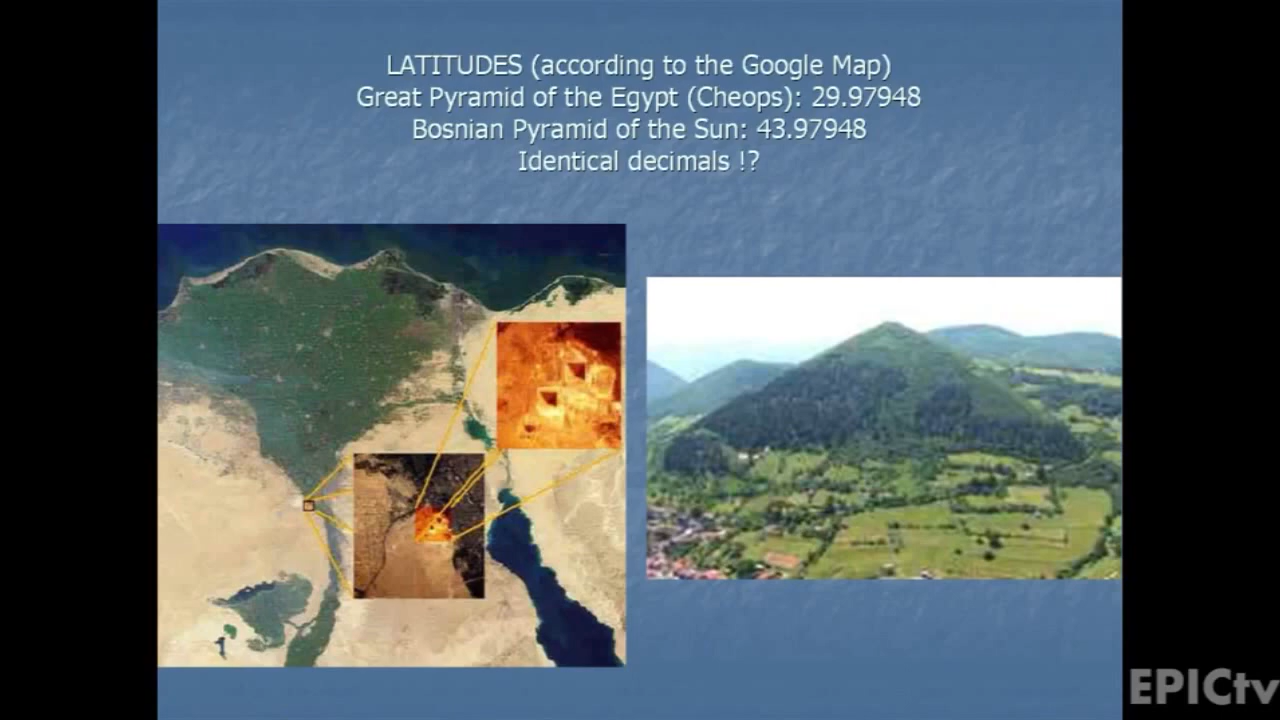 LATITUDES (according to the Google Map)
Great Pyramid of the Egypt (Cheops): 29.97948
Bosnian Pyramid of the Sun: 43.97948
Identical decimals !?
EPICtv